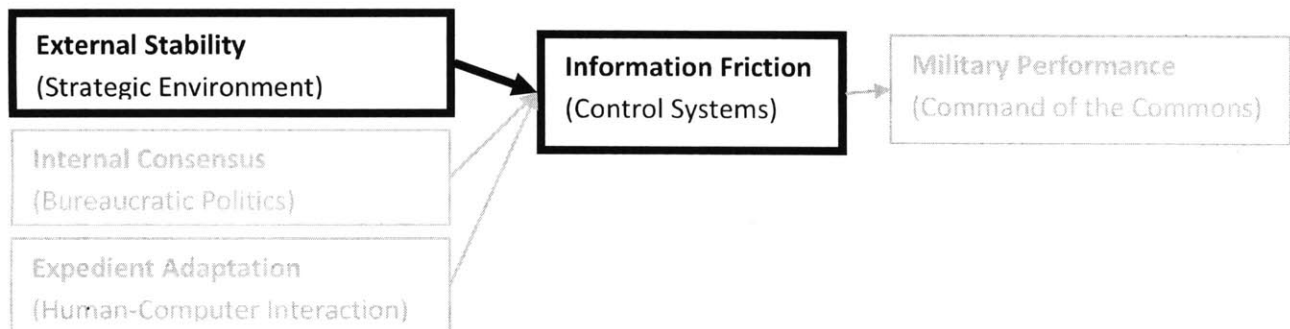 External Stability
(Strategic Environment)
Information Friction
(Control Systems)
Military Performance
(Command of the Commons)
Internal Consensus
(Bureaucratic Politics)
Expedient Adaptation
(Human-Computer Interaction)